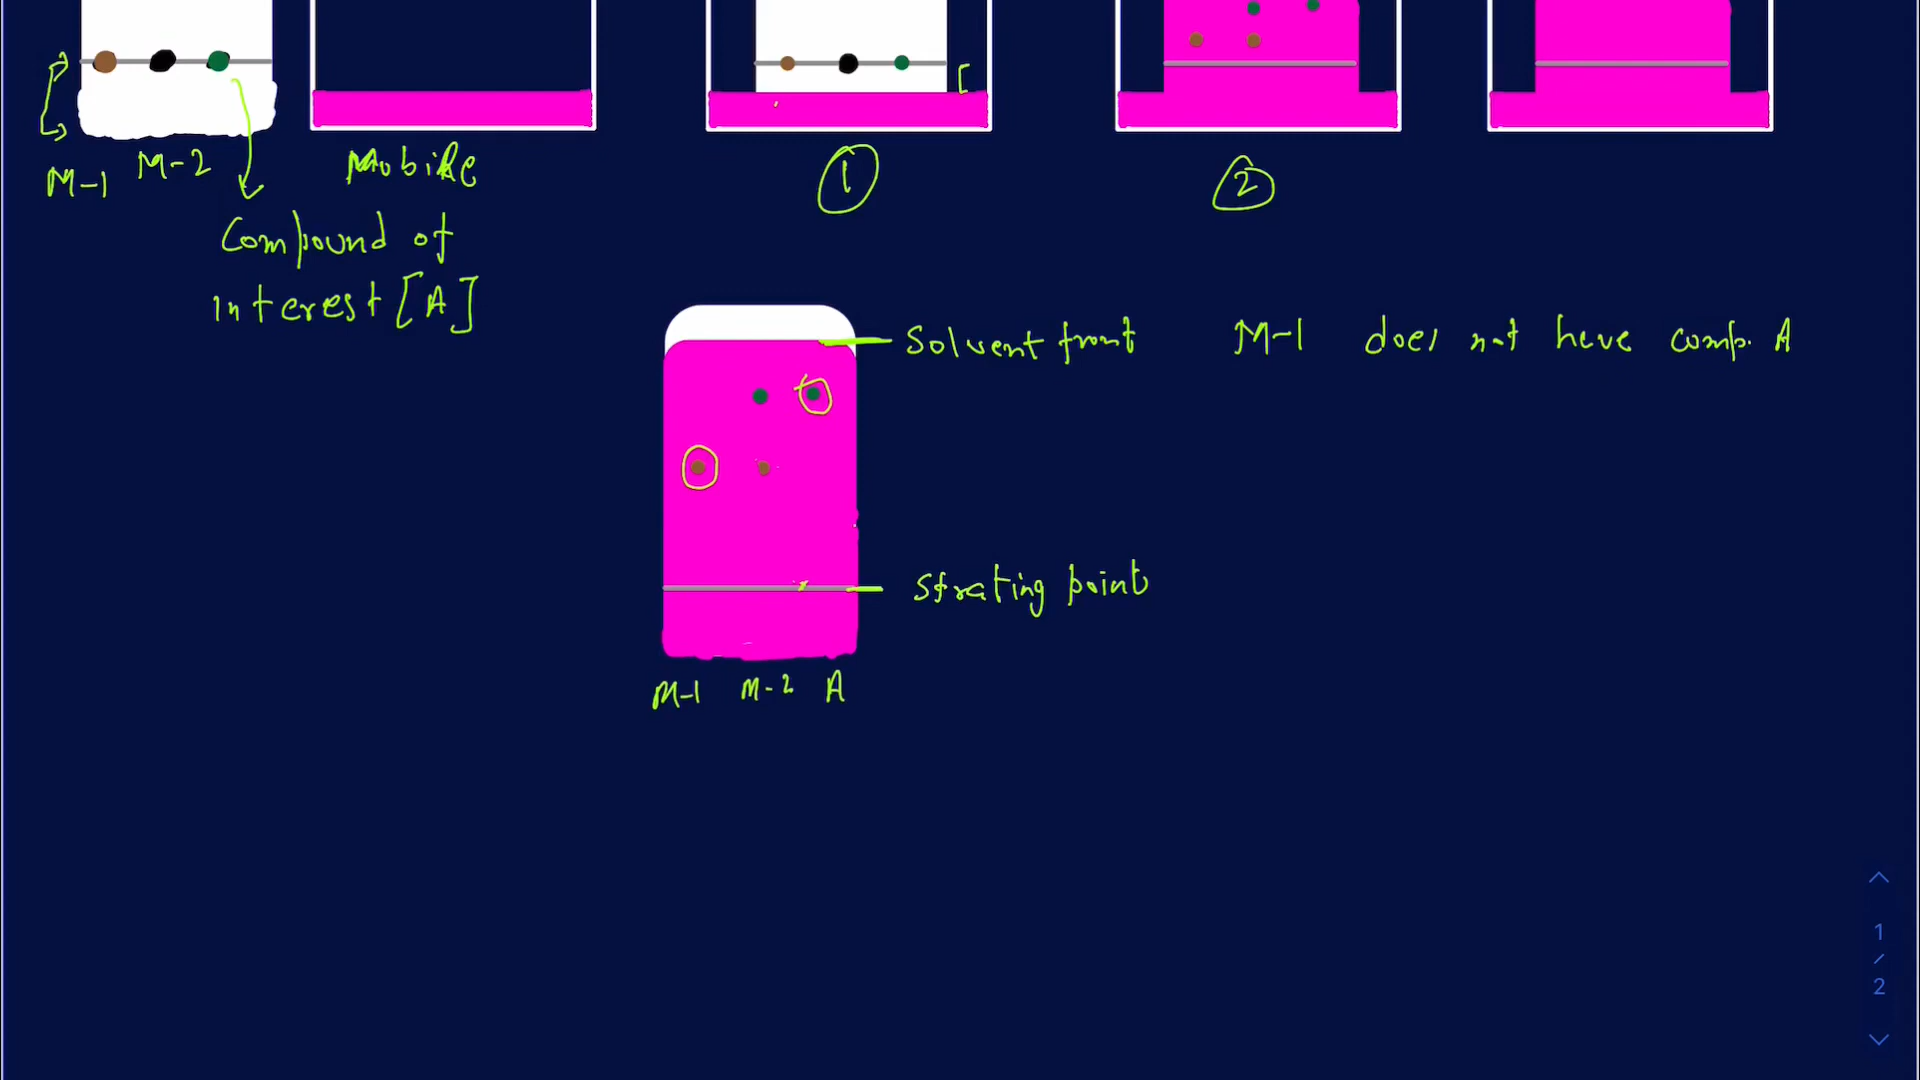 M-1 M-2
Mobile
1
2
Compound of
interest [A]
Solvent front
M-1 does not have comp. A
Strating point
M-1 M-2 A
1
/
2